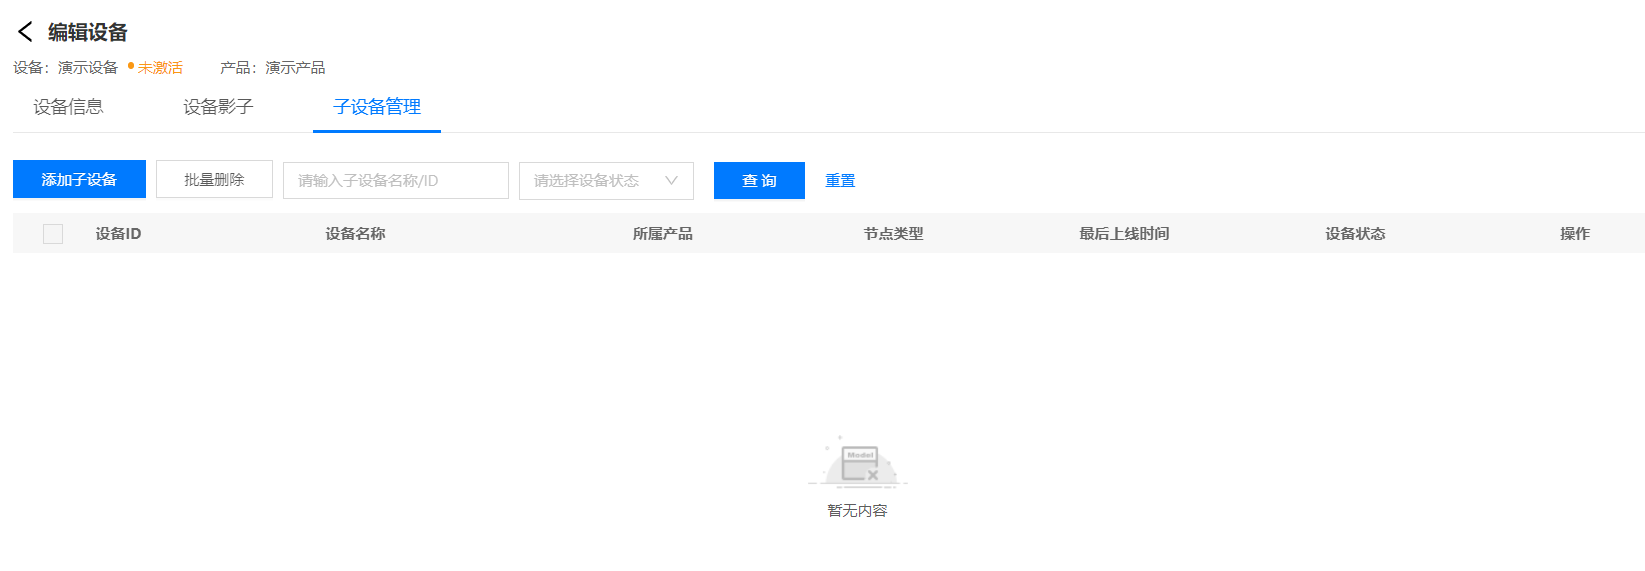 编辑设备
设备：演示设备 未激活 产品：演示产品
设备信息 设备影子 子设备管理
添加子设备 批量删除 请输入子设备名称/ID 请选择设备状态 查 询 重置
设备ID 设备名称 所属产品 节点类型 最后上线时间 设备状态 操作
Model
暂无内容